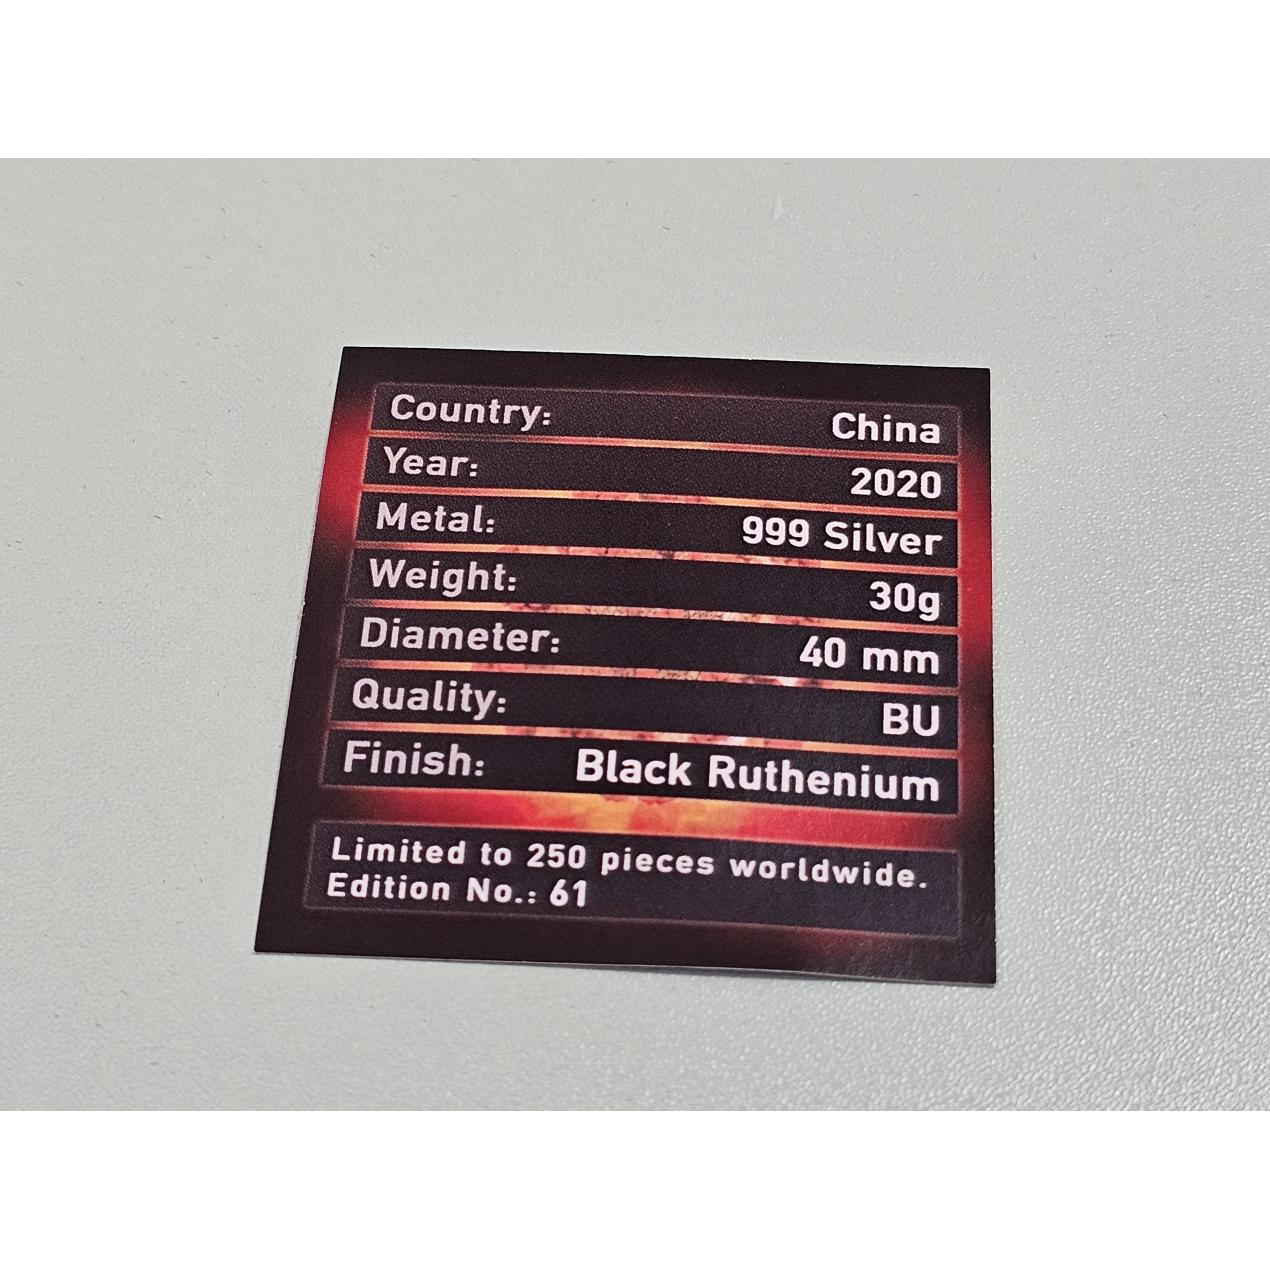 Country: China
Year: 2020
Metal: 999 Silver
Weight: 30g
Diameter: 40 mm
Quality: BU
Finish: Black Ruthenium
Limited to 250 pieces worldwide.
Edition No.: 61